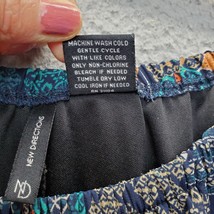 MACHINE WASH COLD
GENTLE CYCLE
WITH LIKE COLORS
ONLY NON-CHLORINE
BLEACH IF NEEDED
TUMBLE DRY LOW
COOL IRON IF NEEDED
NEW DIRECTIONS